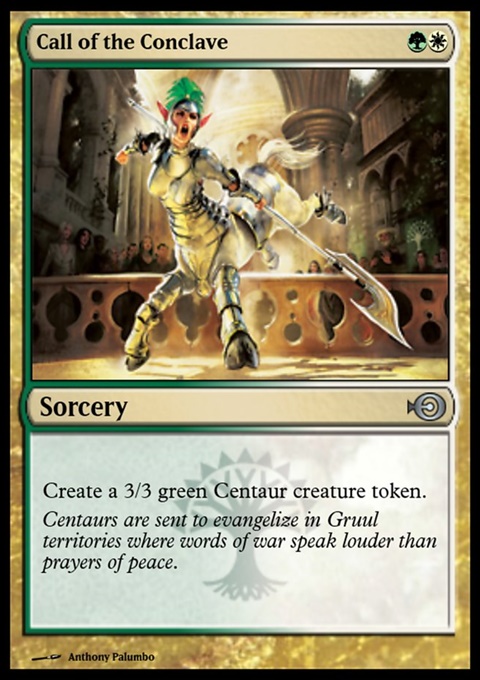 Call of the Conclave
Sorcery
Create a 3/3 green Centaur creature token.
Centaurs are sent to evangelize in Gruul
territories where words of war speak louder than
prayers of peace.
Anthony Palumbo